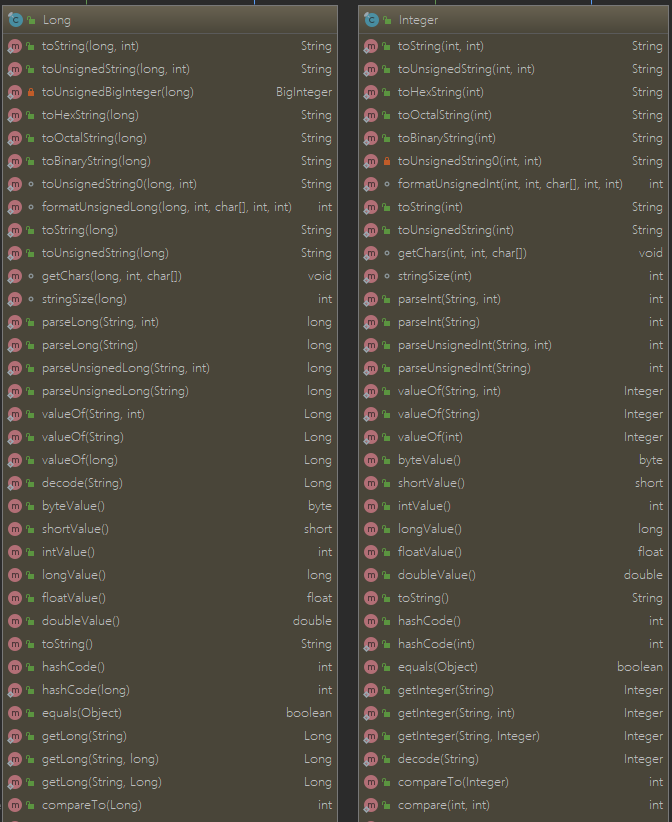 Long
toString(long, int) String
toUnsignedString(long, int) String
toUnsignedBigInteger(long) BigInteger
toHexString(long) String
toOctalString(long) String
toBinaryString(long) String
toUnsignedString0(long, int) String
formatUnsignedLong(long, int, char[], int, int) int
toString(long) String
toUnsignedString(long) String
getChars(long, int, char[]) void
stringSize(long) int
parseLong(String, int) long
parseLong(String) long
parseUnsignedLong(String, int) long
parseUnsignedLong(String) long
valueOf(String, int) Long
valueOf(String) Long
valueOf(long) Long
decode(String) Long
byteValue() byte
shortValue() short
intValue() int
longValue() long
floatValue() float
doubleValue() double
toString() String
hashCode() int
hashCode(long) int
equals(Object) boolean
getLong(String) Long
getLong(String, long) Long
getLong(String, Long) Long
compareTo(Long) int
Integer
toString(int, int) String
toUnsignedString(int, int) String
toHexString(int) String
toOctalString(int) String
toBinaryString(int) String
toUnsignedString0(int, int) String
formatUnsignedInt(int, int, char[], int, int) int
toString(int) String
toUnsignedString(int) String
getChars(int, int, char[]) void
stringSize(int) int
parseInt(String, int) int
parseInt(String) int
parseUnsignedInt(String, int) int
parseUnsignedInt(String) int
valueOf(String, int) Integer
valueOf(String) Integer
valueOf(int) Integer
byteValue() byte
shortValue() short
intValue() int
longValue() long
floatValue() float
doubleValue() double
toString() String
hashCode() int
hashCode(int) int
equals(Object) boolean
getInteger(String) Integer
getInteger(String, int) Integer
getInteger(String, Integer) Integer
decode(String) Integer
compareTo(Integer) int
compare(int, int) int